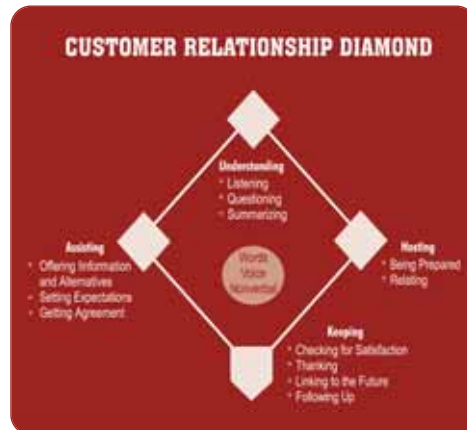 CUSTOMER RELATIONSHIP DIAMOND
Understanding
• Listening
• Questioning
• Summarizing
Assisting
• Offering Information
and Alternatives
• Setting Expectations
• Getting Agreement
Words
Voice
Nonverbal
Hosting
• Being Prepared
• Relating
Keeping
• Checking for Satisfaction
• Thanking
• Linking to the Future
• Following Up